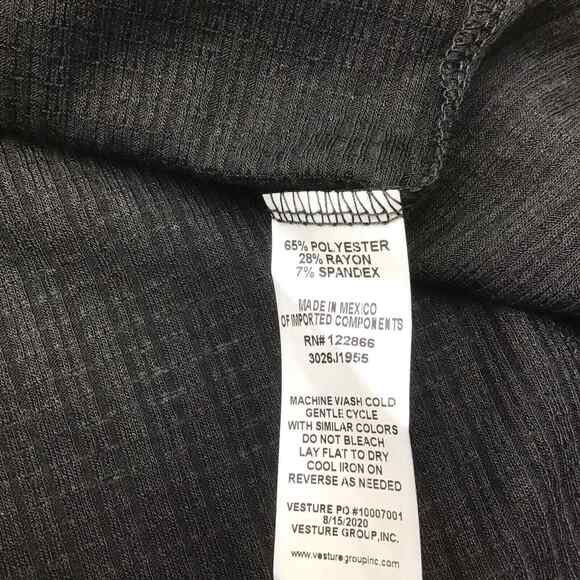 65% POLYESTER
28% RAYON
7% SPANDEX
MADE IN MEXICO
OF IMPORTED COMPONENTS
RN# 122866
3026J1955
MACHINE WASH COLD
GENTLE CYCLE
WITH SIMILAR COLORS
DO NOT BLEACH
LAY FLAT TO DRY
COOL IRON ON
REVERSE AS NEEDED
VESTURE PO #10007001
8/15/2020
VESTURE GROUP,INC.
www.vesturegroupinc.com